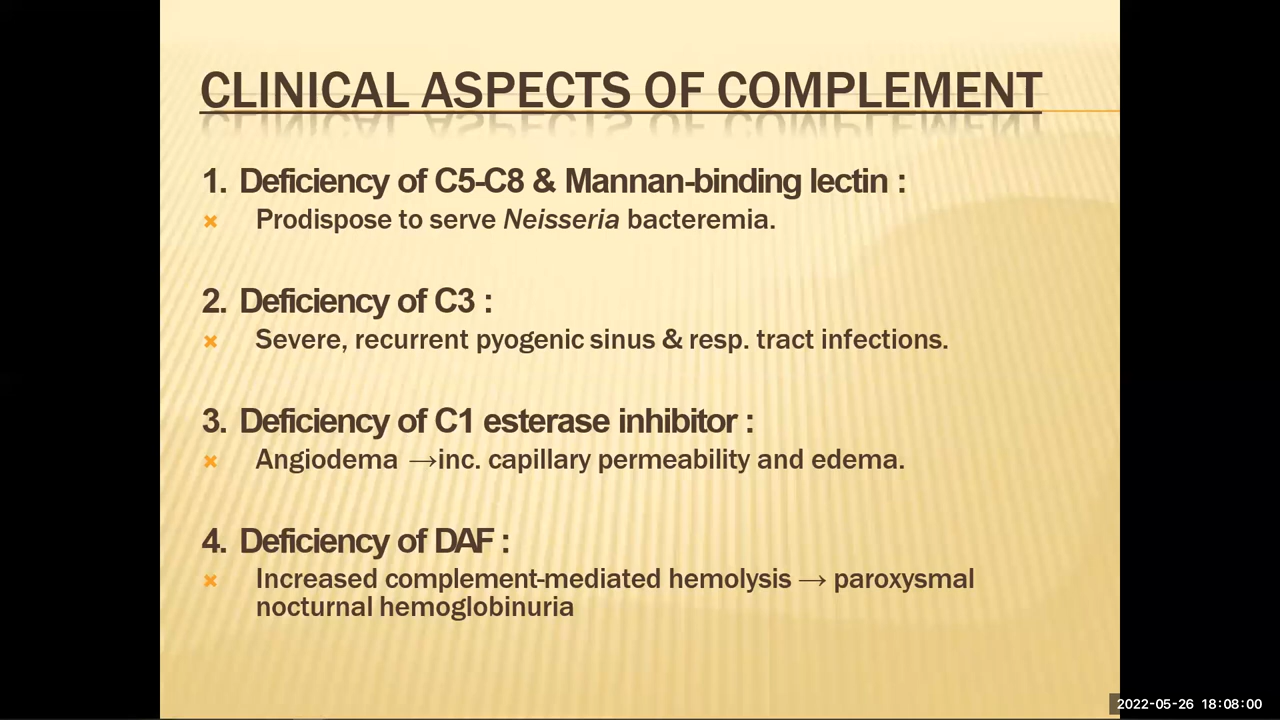 CLINICAL ASPECTS OF COMPLEMENT
1. Deficiency of C5-C8 & Mannan-binding lectin :
Prodispose to serve Neisseria bacteremia.
2. Deficiency of C3 :
Severe, recurrent pyogenic sinus & resp. tract infections.
3. Deficiency of C1 esterase inhibitor :
Angiodema →inc. capillary permeability and edema.
4. Deficiency of DAF :
Increased complement-mediated hemolysis → paroxysmal
nocturnal hemoglobinuria
2022-05-26 18:08:00